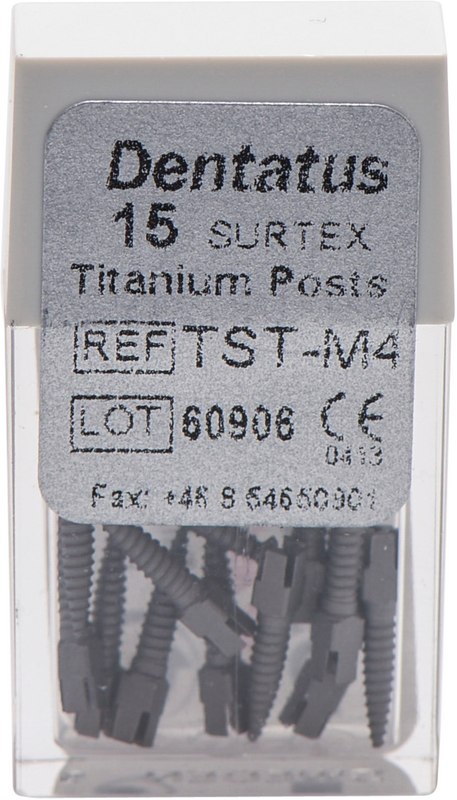 Dentatus
15 SURTEX
Titanium Posts
REF TST-M4
LOT 60906 CE
0413
Fax: +46 8 54650901